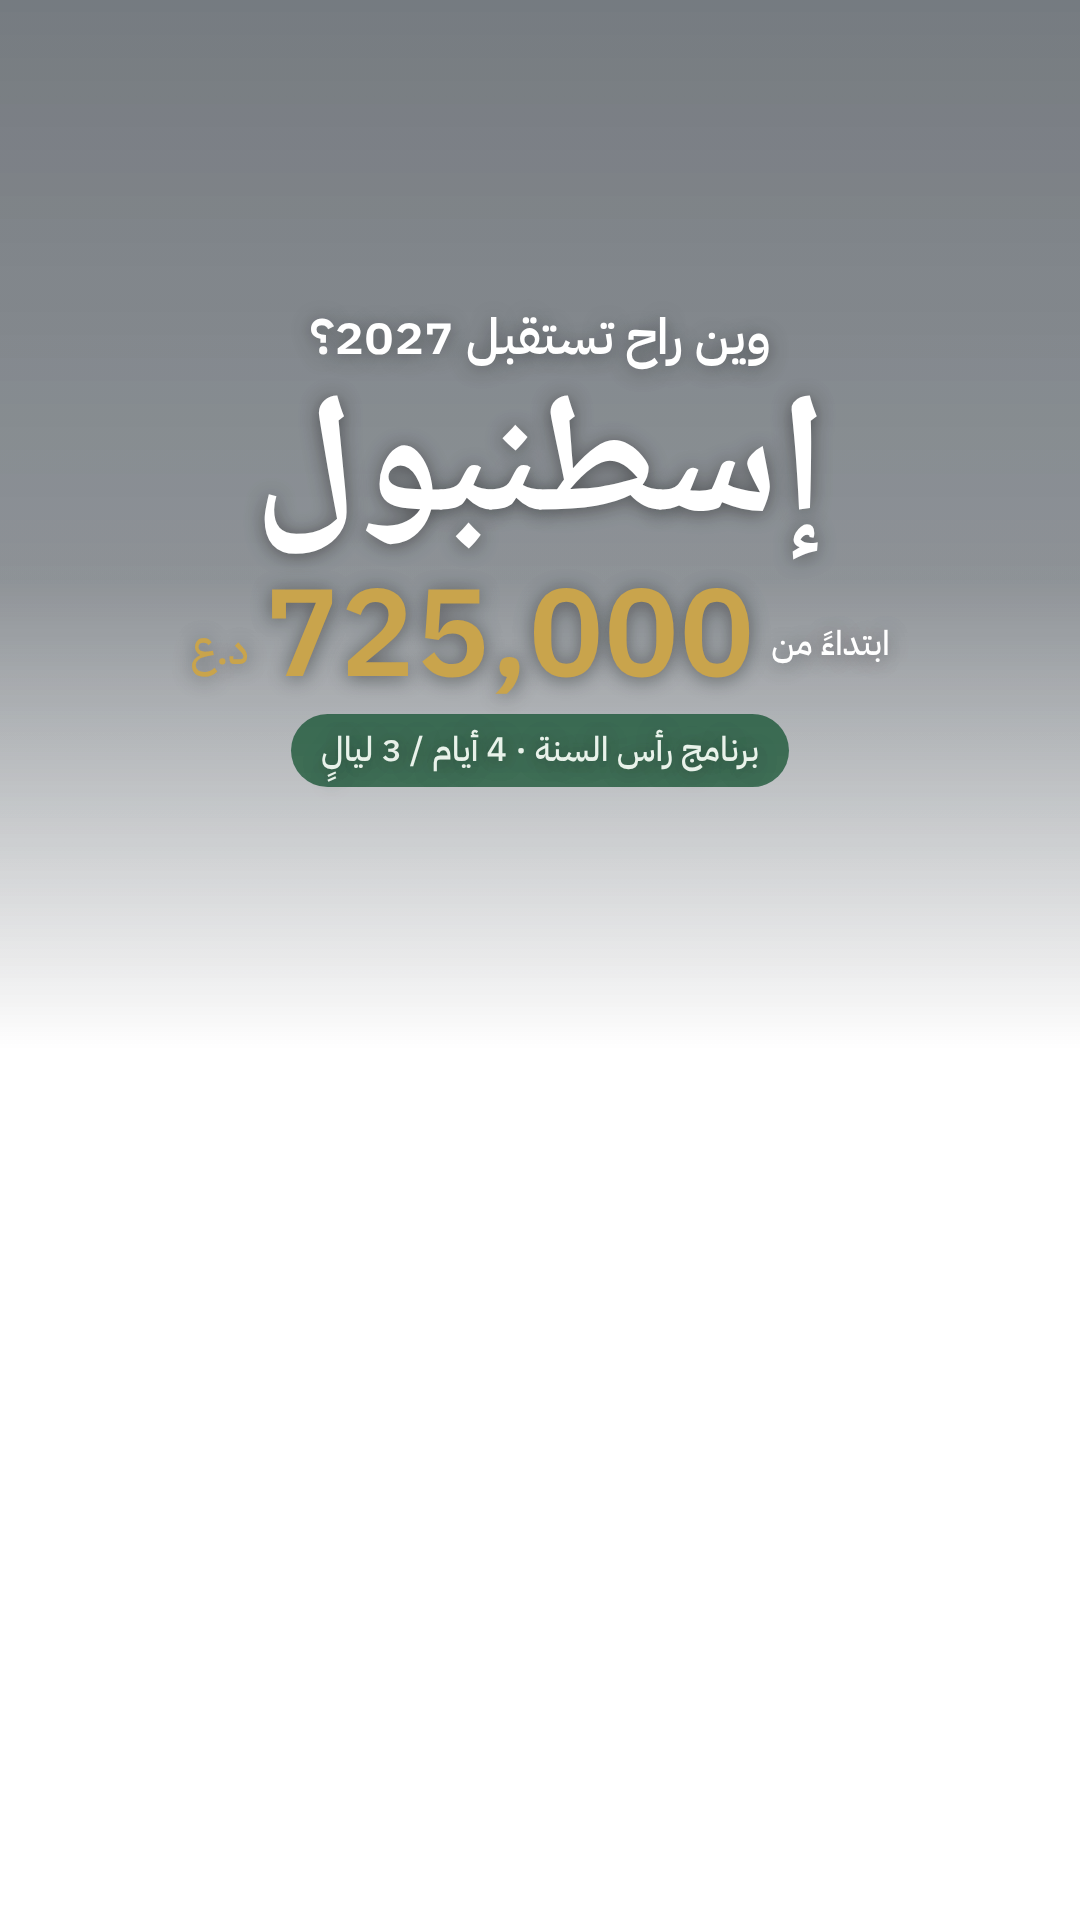 وين راح تستقبل 2027؟
إسطنبول
ابتداءً من 725,000 د.ع
برنامج رأس السنة · 4 أيام / 3 ليالٍ